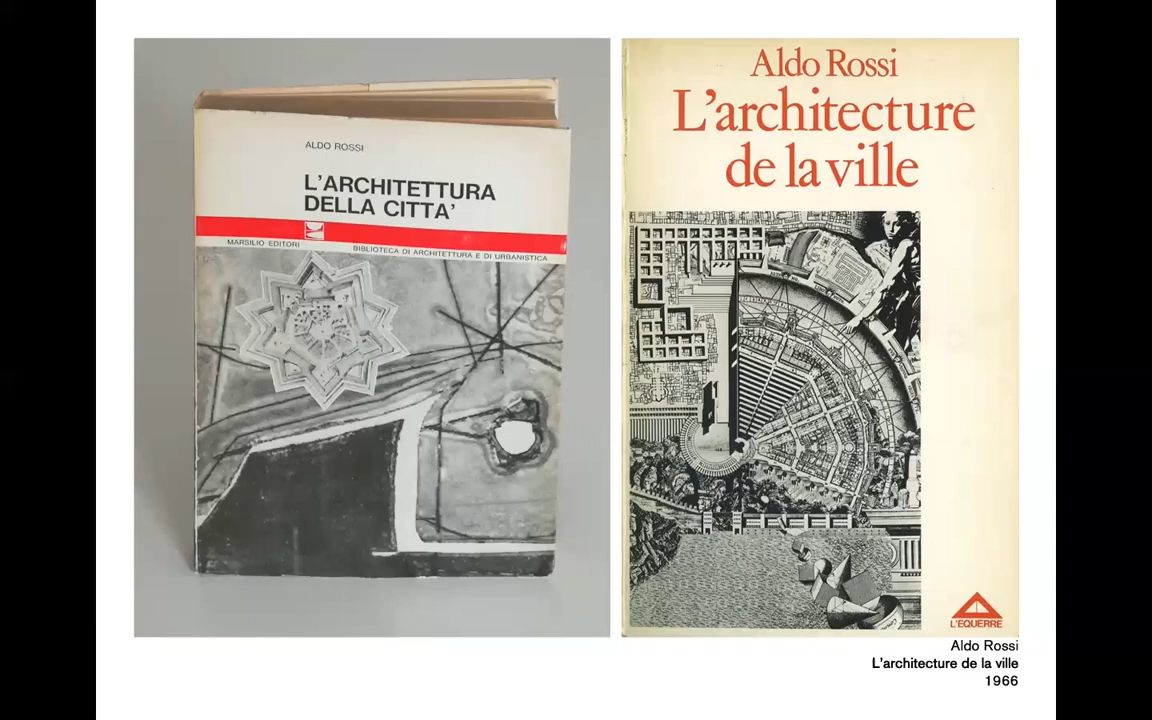 ALDO ROSSI
L'ARCHITETTURA
DELLA CITTA'
MARSILIO EDITORI
BIBLIOTECA DI ARCHITETTURA E DI URBANISTICA
Aldo Rossi
L'architecture
de la ville
L'EQUERRE
Aldo Rossi
L'architecture de la ville
1966